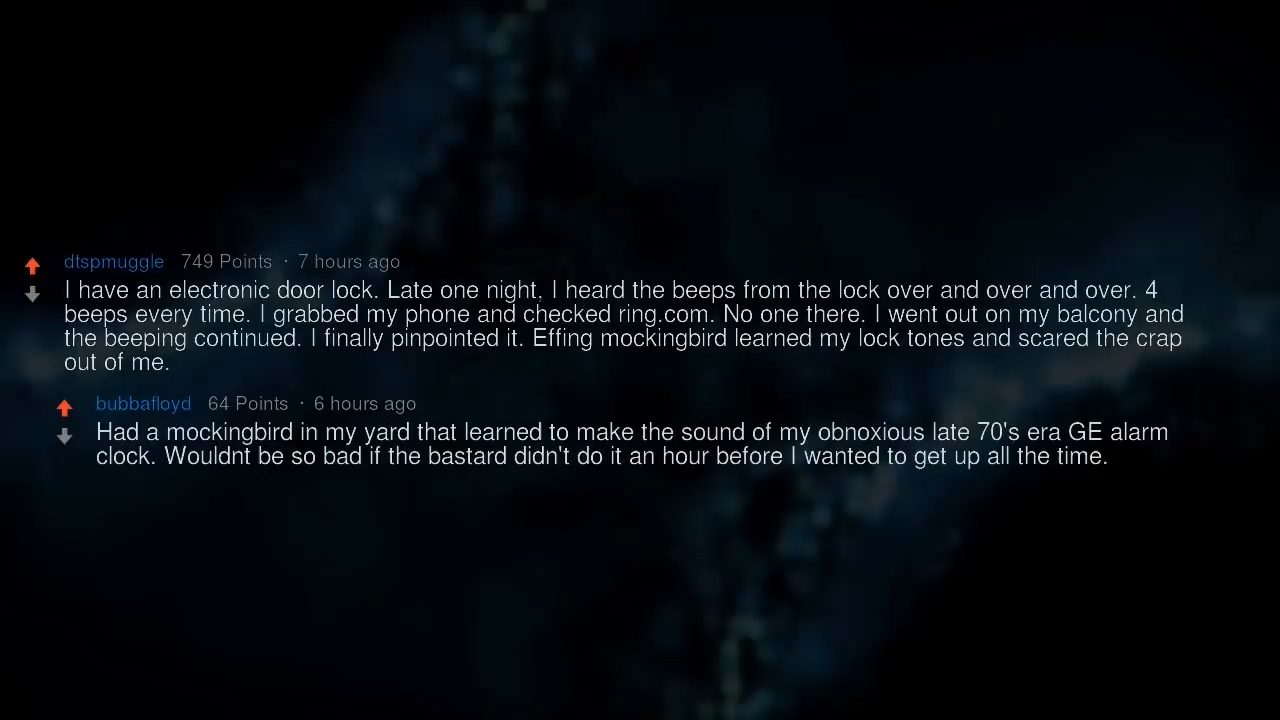 dtspmuggle 749 Points · 7 hours ago
I have an electronic door lock. Late one night, I heard the beeps from the lock over and over and over. 4
beeps every time. I grabbed my phone and checked ring.com. No one there. I went out on my balcony and
the beeping continued. I finally pinpointed it. Effing mockingbird learned my lock tones and scared the crap
out of me.
bubbafloyd 64 Points · 6 hours ago
Had a mockingbird in my yard that learned to make the sound of my obnoxious late 70's era GE alarm
clock. Wouldnt be so bad if the bastard didn't do it an hour before I wanted to get up all the time.